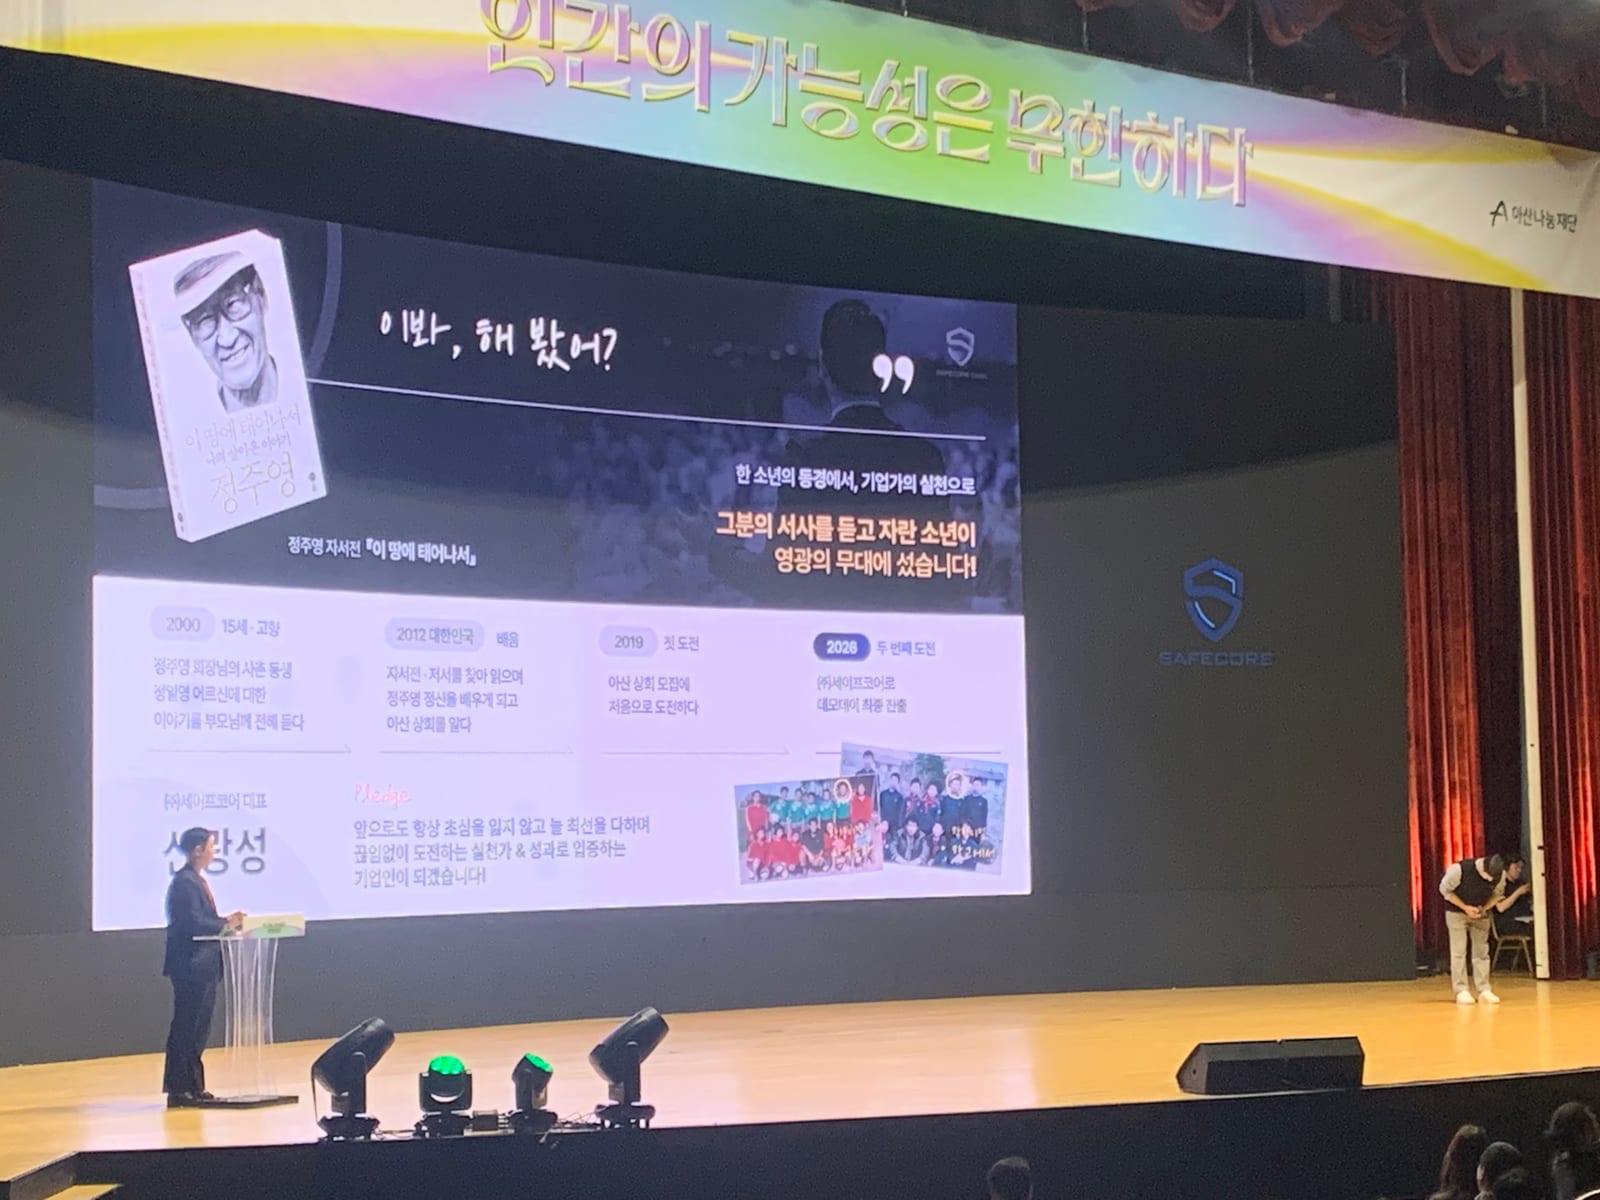 인간의 가능성은 무한하다
아산나눔재단
이봐, 해 봤어?
SAFECORE
이 땅에 태어나서
나의 살아온 이야기
정주영
정주영 자서전 『이 땅에 태어나서』
한 소년의 동경에서, 기업가의 실천으로
그분의 서사를 듣고 자란 소년이
영광의 무대에 섰습니다!
2000 15세·고향
정주영 회장님의 사촌 동생
정일영 어르신에 대한
이야기를 부모님께 전해 듣다
2012 대한민국 배움
자서전·저서를 찾아 읽으며
정주영 정신을 배우게 되고
아산 상회를 알다
2019 첫 도전
아산 상회 모집에
처음으로 도전하다
2026 두 번째 도전
㈜세이프코어로
데모데이 최종 진출
㈜세이프코어 대표
Pledge
앞으로도 항상 초심을 잊지 않고 늘 최선을 다하며
끊임없이 도전하는 실천가 & 성과로 입증하는
기업인이 되겠습니다!
SAFECORE